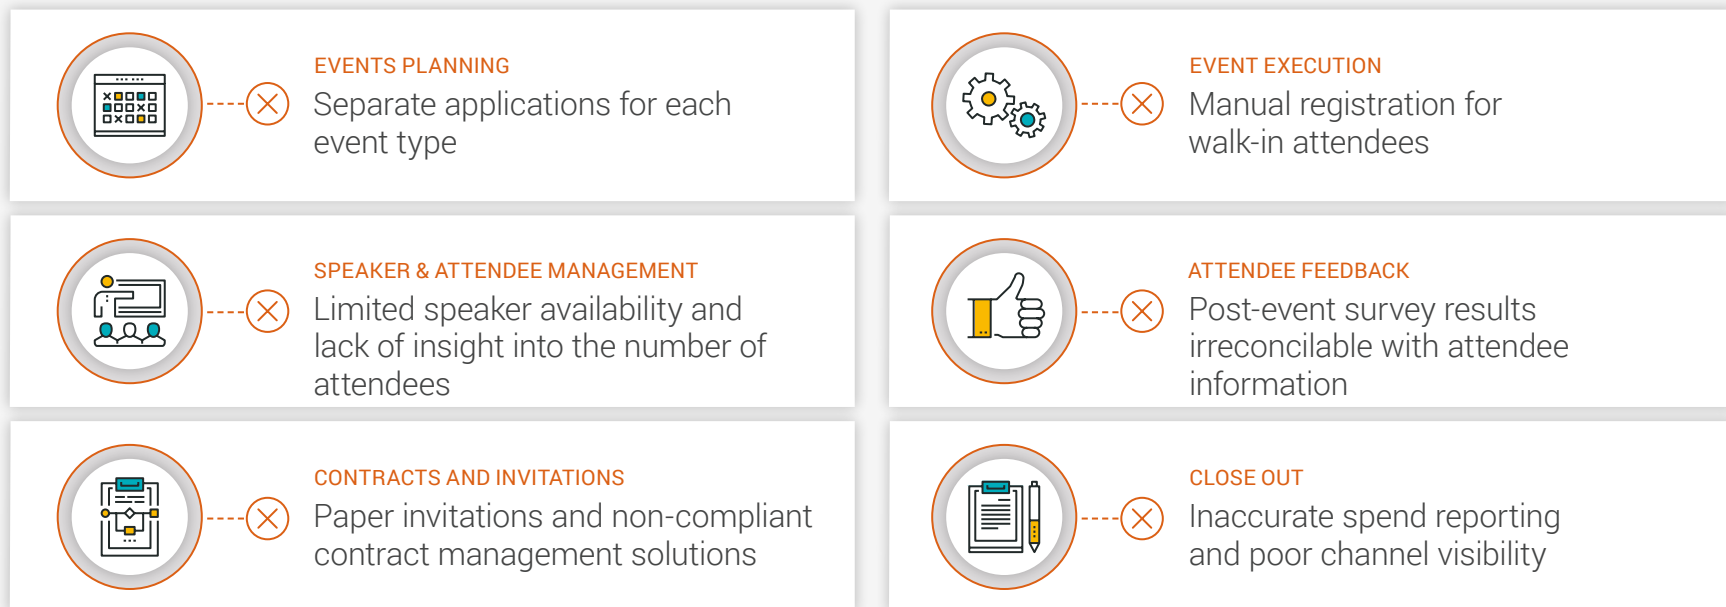 EVENTS PLANNING
Separate applications for each
event type
EVENT EXECUTION
Manual registration for
walk-in attendees
SPEAKER & ATTENDEE MANAGEMENT
Limited speaker availability and
lack of insight into the number of
attendees
ATTENDEE FEEDBACK
Post-event survey results
irreconcilable with attendee
information
CONTRACTS AND INVITATIONS
Paper invitations and non-compliant
contract management solutions
CLOSE OUT
Inaccurate spend reporting
and poor channel visibility